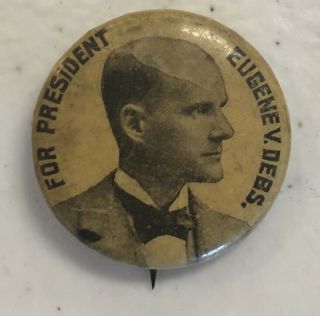 FOR PRESIDENT
EUGENE V. DEBS.